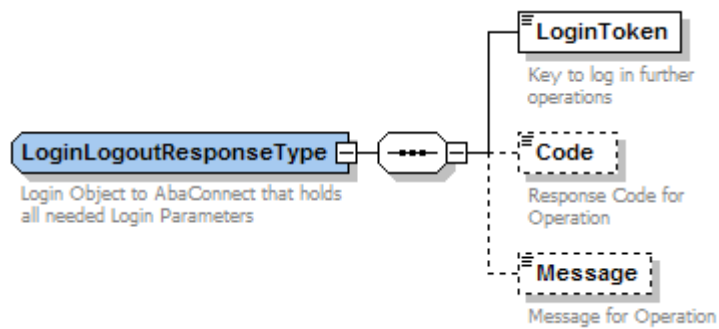 LoginToken
Key to log in further
operations
LoginLogoutResponseType
Login Object to AbaConnect that holds
all needed Login Parameters
Code
Response Code for
Operation
Message
Message for Operation